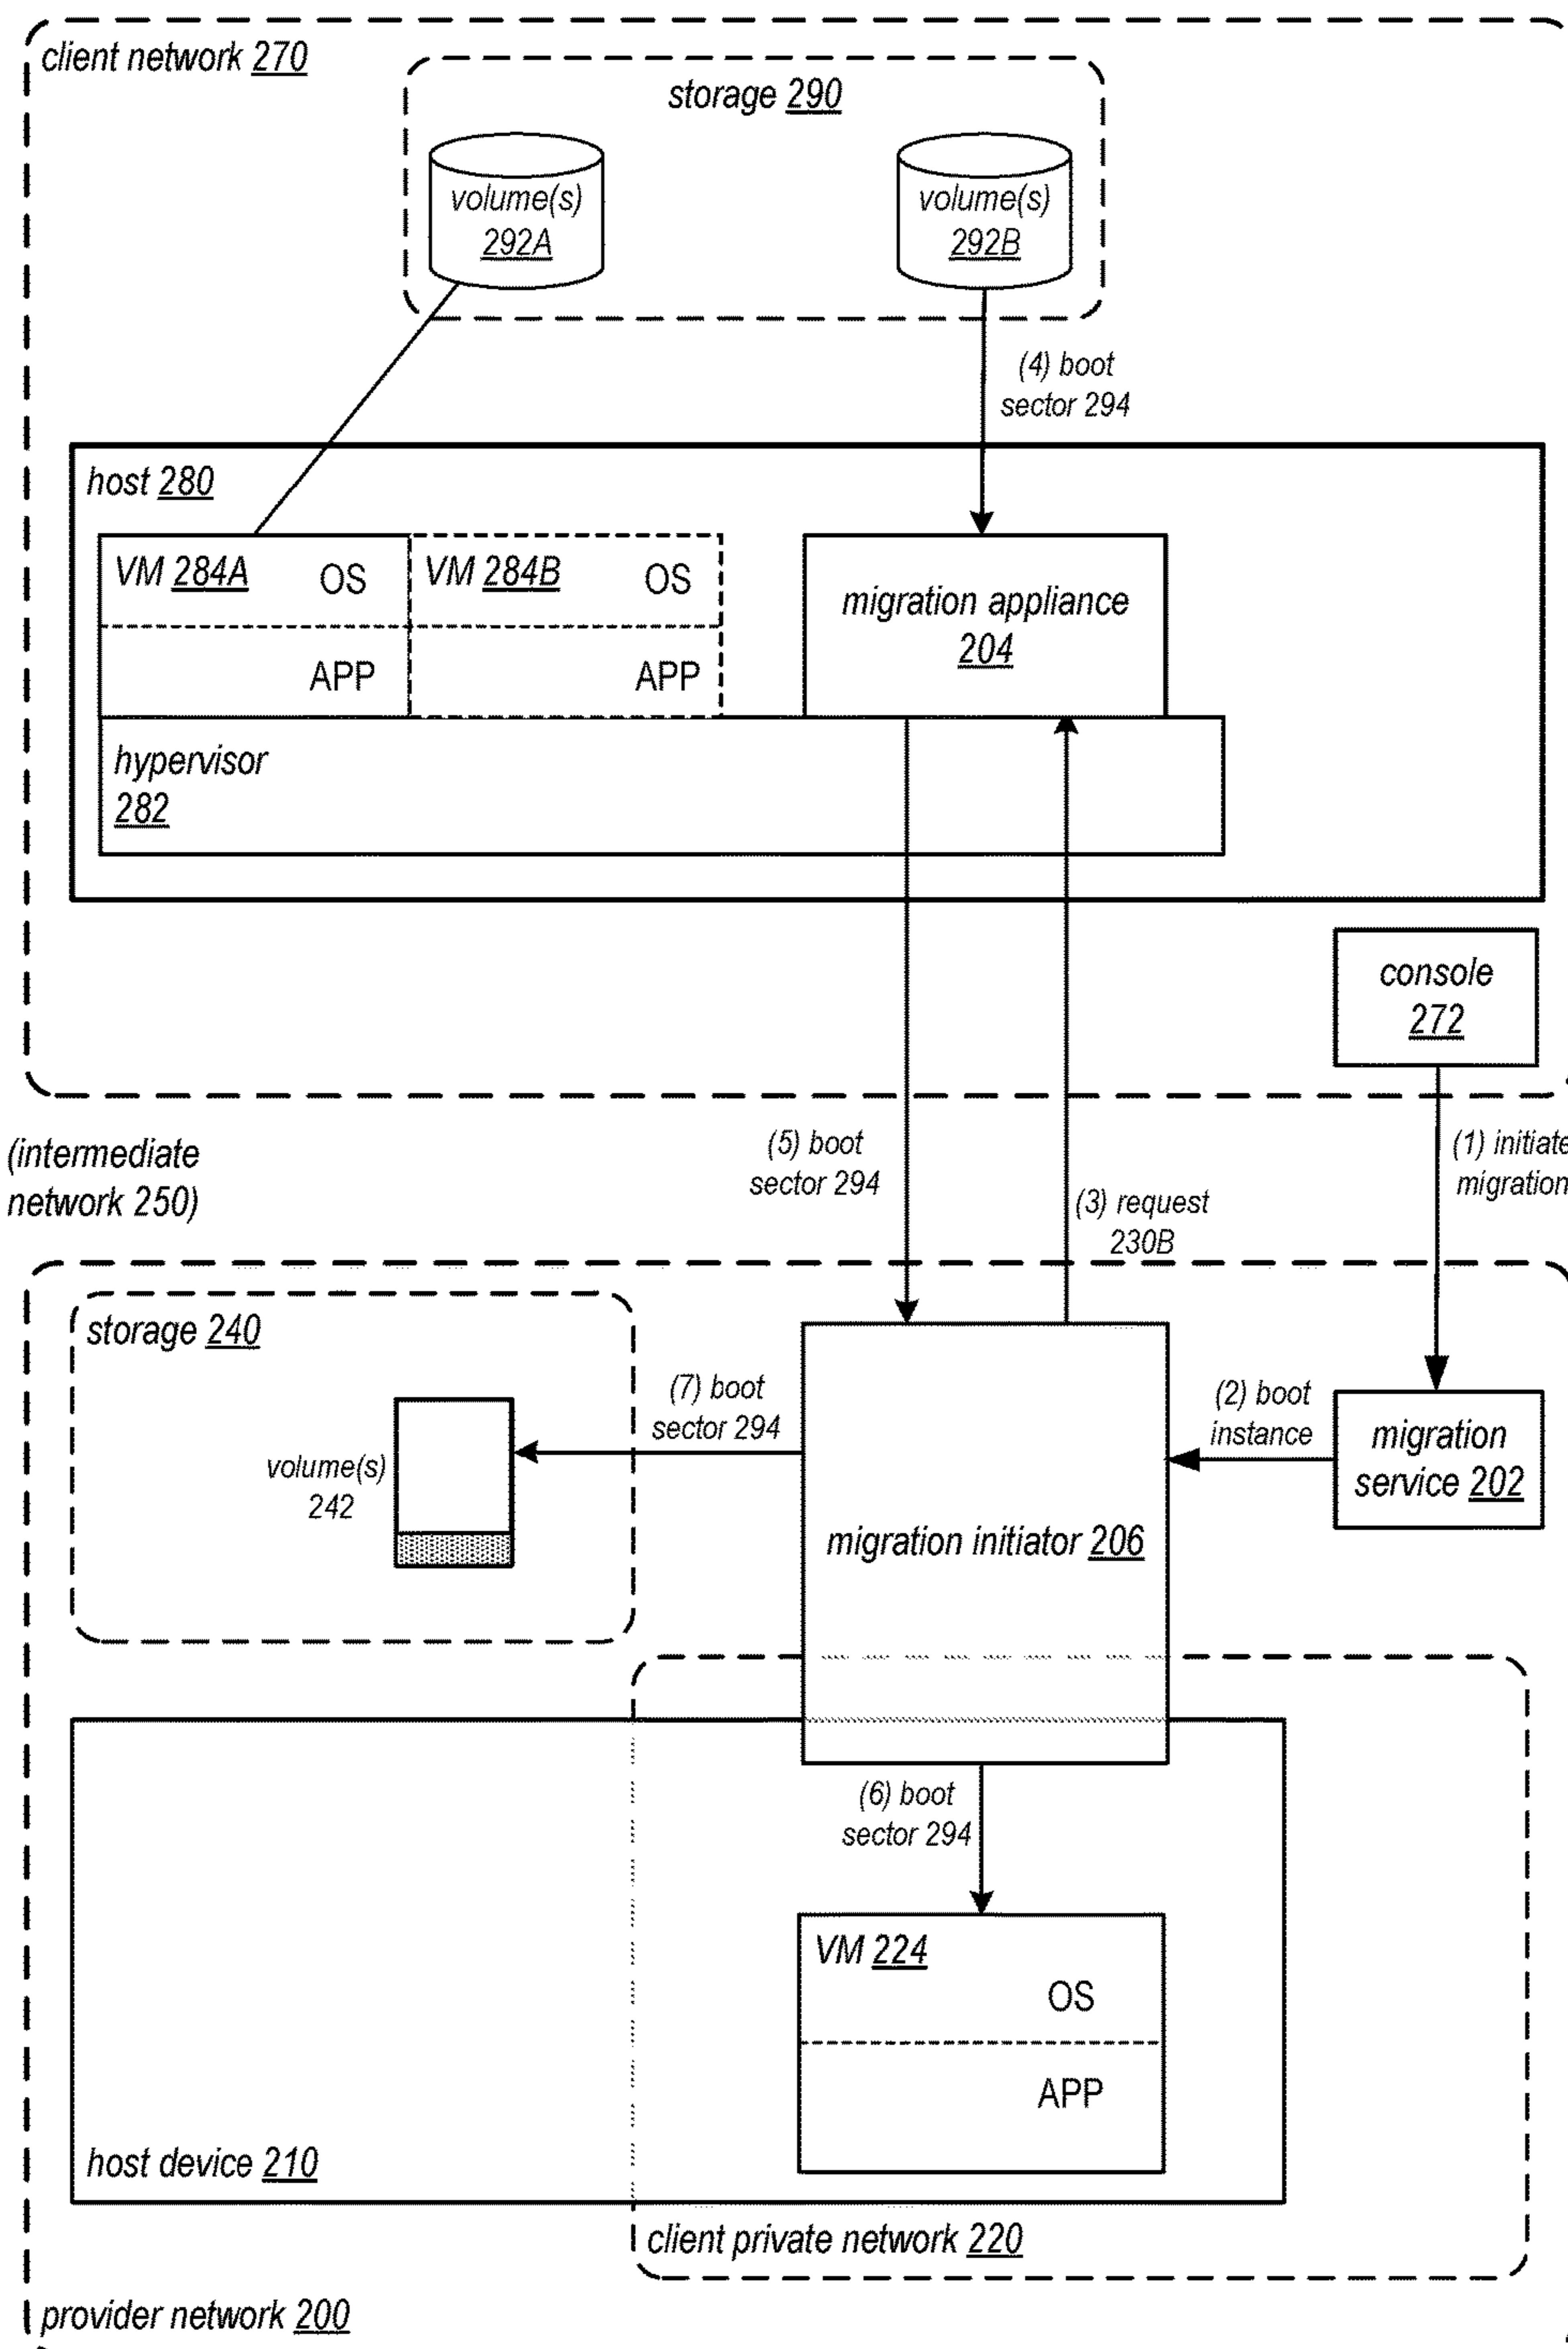 client network 270
storage 290
volume(s)
292A
volume(s)
292B
(4) boot
sector 294
host 280
VM 284A
OS
VM 284B
OS
APP
APP
migration appliance
204
hypervisor
282
console
272
(intermediate
network 250)
(5) boot
sector 294
(3) request
230B
(1) initiate
migration
storage 240
volume(s)
242
(7) boot
sector 294
migration initiator 206
(2) boot
instance
migration
service 202
(6) boot
sector 294
VM 224
OS
APP
host device 210
client private network 220
provider network 200